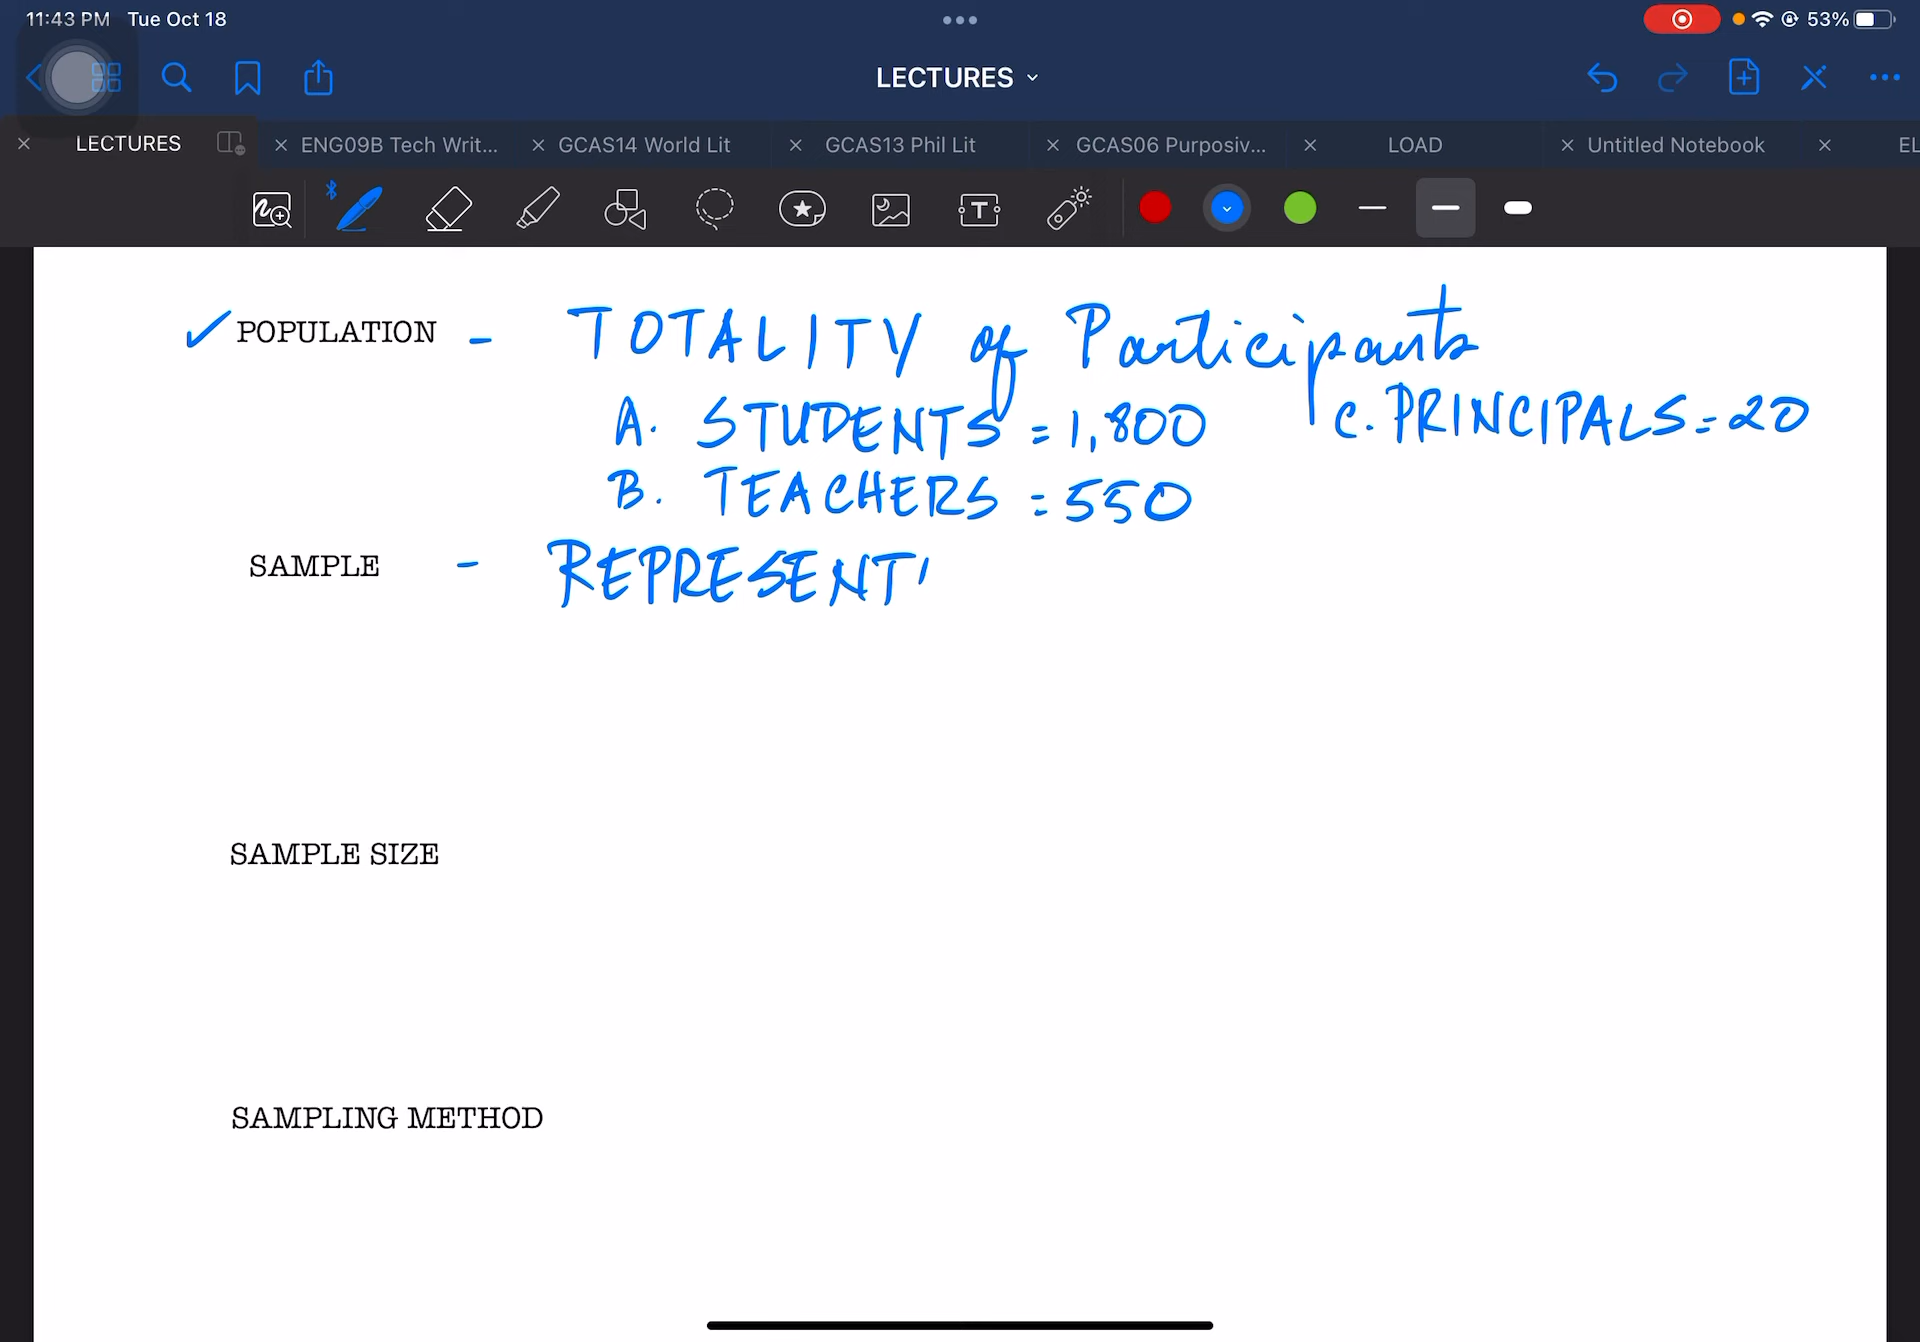 11:43 PM Tue Oct 18
53%
LECTURES
LECTURES
ENG09B Tech Writ...
GCAS14 World Lit
GCAS13 Phil Lit
GCAS06 Purposiv...
LOAD
Untitled Notebook
EL
POPULATION - TOTALITY of Participants
A. STUDENTS = 1,800
C. PRINCIPALS = 20
B. TEACHERS = 550
SAMPLE - REPRESENT
SAMPLE SIZE
SAMPLING METHOD